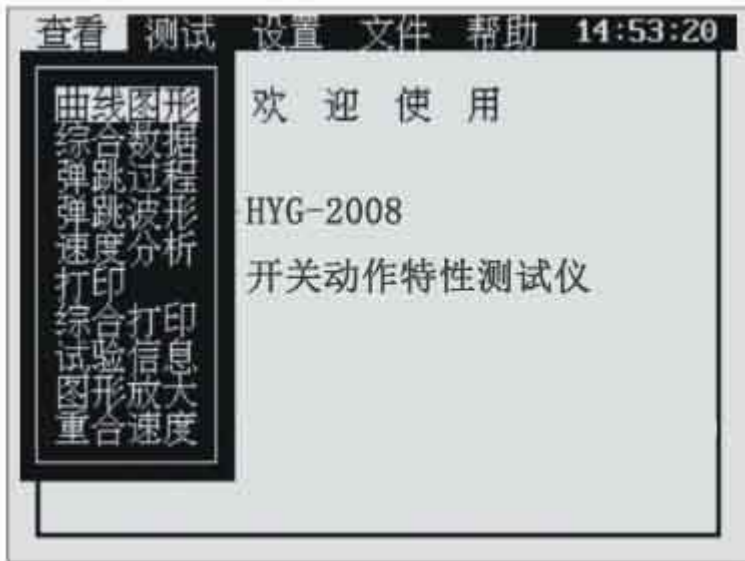 查看 测试 设置 文件 帮助 14:53:20
曲线图形
综合数据
弹跳过程
弹跳波形
速度分析
打印
综合打印
试验信息
图形放大
重合速度
欢迎使用
HYG-2008
开关动作特性测试仪